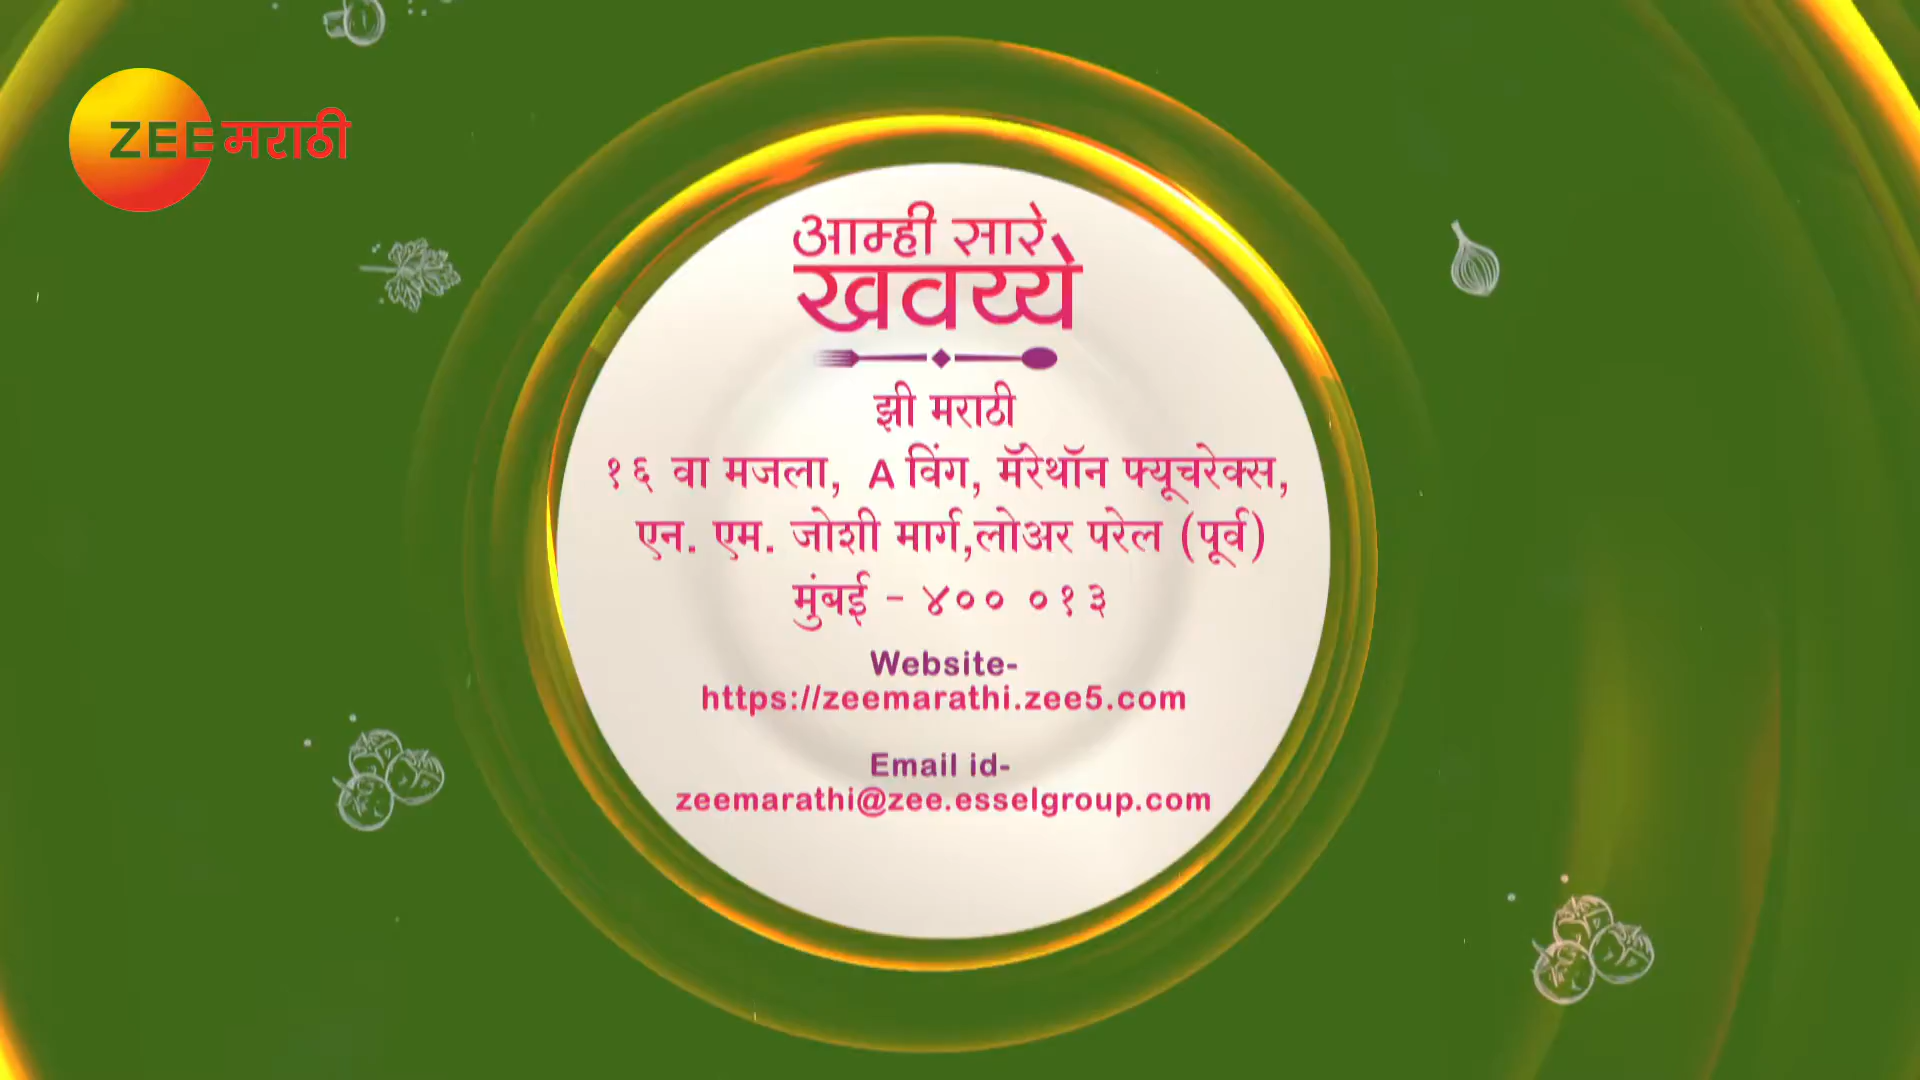 ZEE मराठी
आम्ही सारे
खवय्ये
झी मराठी
१६ वा मजला, A विंग, मॅरेथॉन फ्यूचरेक्स,
एन. एम. जोशी मार्ग,लोअर परेल (पूर्व)
मुंबई - ४०० ०१३
Website-
https://zeemarathi.zee5.com
Email id-
zeemarathi@zee.esselgroup.com